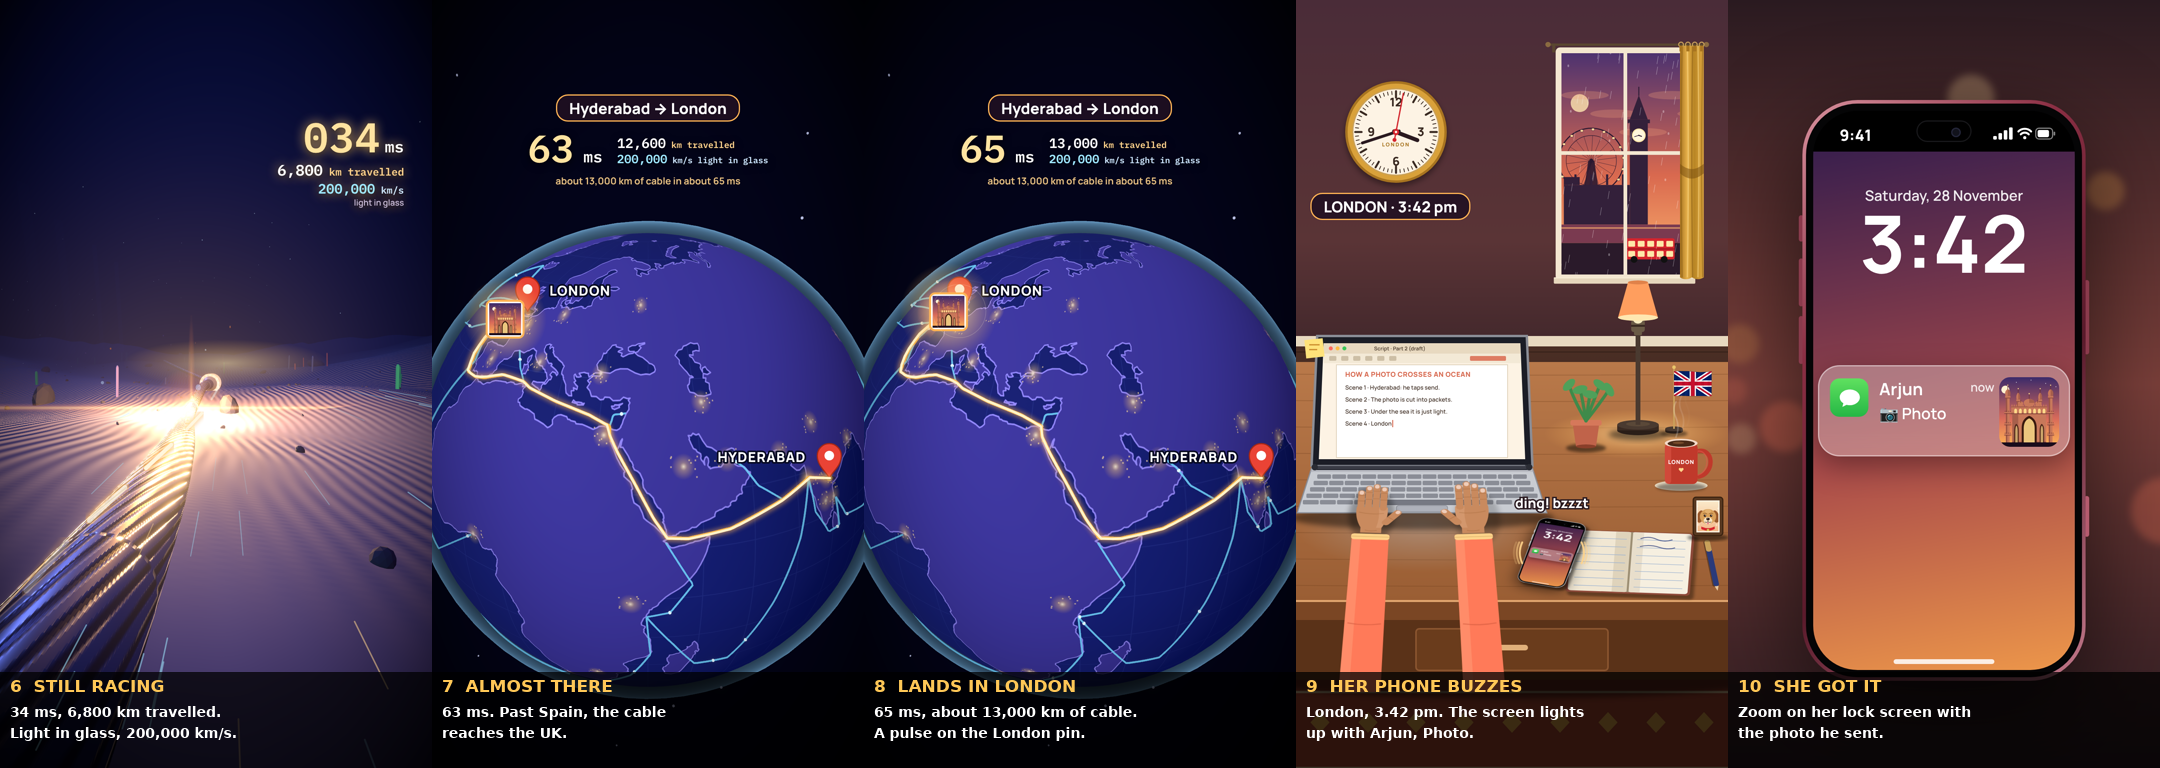 034 ms
6,800 km travelled
200,000 km/s
light in glass
6 STILL RACING
34 ms, 6,800 km travelled.
Light in glass, 200,000 km/s.
Hyderabad → London
63 ms
12,600 km travelled
200,000 km/s light in glass
about 13,000 km of cable in about 65 ms
LONDON
HYDERABAD
7 ALMOST THERE
63 ms. Past Spain, the cable
reaches the UK.
Hyderabad → London
65 ms
13,000 km travelled
200,000 km/s light in glass
about 13,000 km of cable in about 65 ms
LONDON
HYDERABAD
8 LANDS IN LONDON
65 ms, about 13,000 km of cable.
A pulse on the London pin.
12
9 3
LONDON
6
LONDON · 3:42 pm
Script - Part 2 (draft)
HOW A PHOTO CROSSES AN OCEAN
Scene 1 · Hyderabad: he taps send.
Scene 2 · The photo is cut into packets.
Scene 3 · Under the sea it is just light.
Scene 4 · London
LONDON
ding! bzzzt
3:42
9 HER PHONE BUZZES
London, 3.42 pm. The screen lights
up with Arjun, Photo.
9:41
Saturday, 28 November
3:42
Arjun now
📷 Photo
10 SHE GOT IT
Zoom on her lock screen with
the photo he sent.